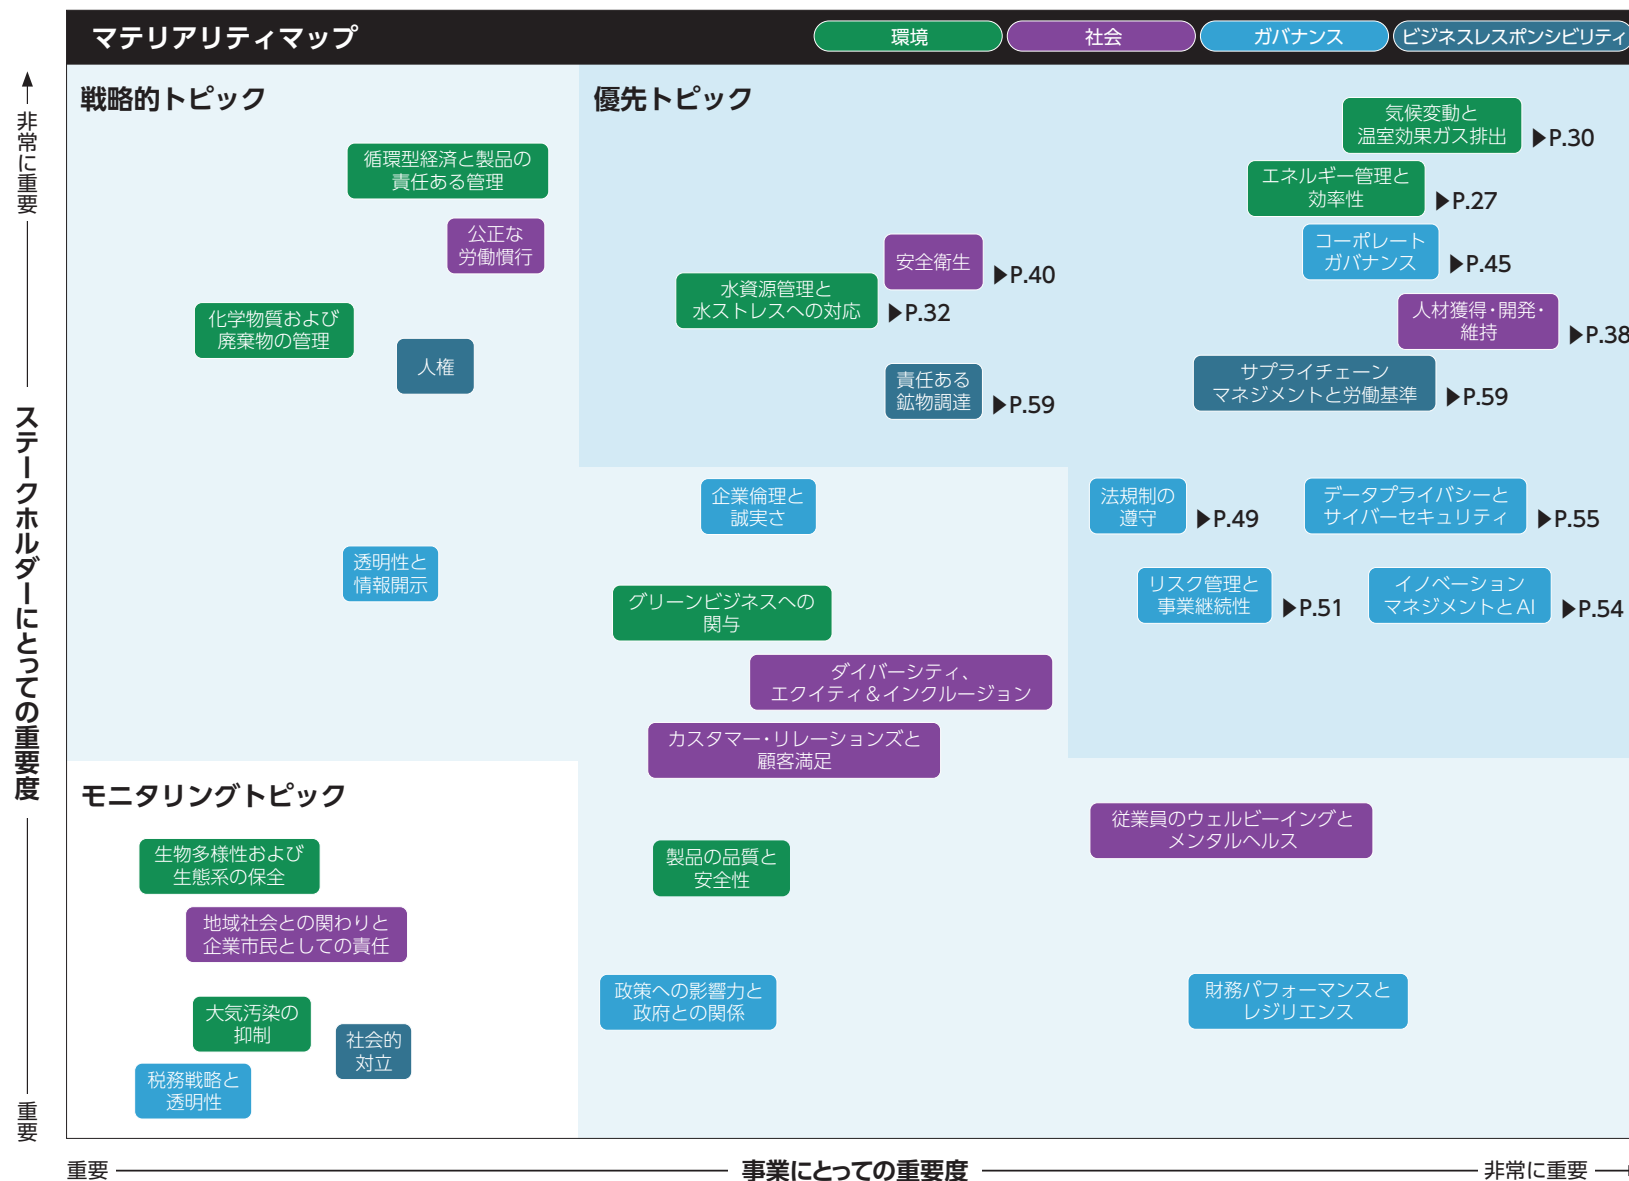 マテリアリティマップ
環境
社会
ガバナンス
ビジネスレスポンシビリティ
非常に重要
ステークホルダーにとっての重要度
重要
戦略的トピック
循環型経済と製品の
責任ある管理
公正な
労働慣行
化学物質および
廃棄物の管理
人権
透明性と
情報開示
優先トピック
気候変動と
温室効果ガス排出
▶P.30
エネルギー管理と
効率性
▶P.27
コーポレート
ガバナンス
▶P.45
安全衛生
▶P.40
水資源管理と
水ストレスへの対応
▶P.32
人材獲得・開発・
維持
▶P.38
責任ある
鉱物調達
▶P.59
サプライチェーン
マネジメントと労働基準
▶P.59
企業倫理と
誠実さ
法規制の
遵守
▶P.49
データプライバシーと
サイバーセキュリティ
▶P.55
リスク管理と
事業継続性
▶P.51
イノベーション
マネジメントとAI
▶P.54
グリーンビジネスへの
関与
ダイバーシティ、
エクイティ&インクルージョン
カスタマー・リレーションズと
顧客満足
モニタリングトピック
生物多様性および
生態系の保全
地域社会との関わりと
企業市民としての責任
大気汚染の
抑制
社会的
対立
税務戦略と
透明性
製品の品質と
安全性
従業員のウェルビーイングと
メンタルヘルス
政策への影響力と
政府との関係
財務パフォーマンスと
レジリエンス
重要
事業にとっての重要度
非常に重要